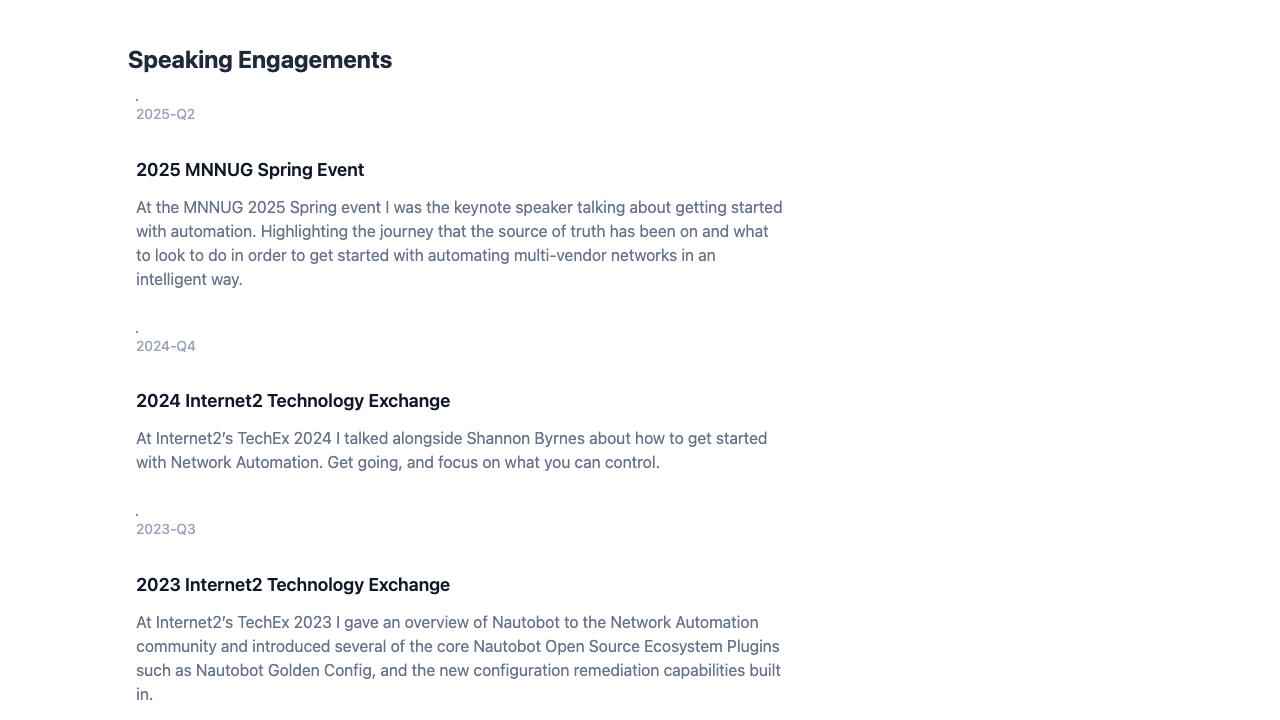 Speaking Engagements
.
2025-Q2
2025 MNNUG Spring Event
At the MNNUG 2025 Spring event I was the keynote speaker talking about getting started
with automation. Highlighting the journey that the source of truth has been on and what
to look to do in order to get started with automating multi-vendor networks in an
intelligent way.
.
2024-Q4
2024 Internet2 Technology Exchange
At Internet2’s TechEx 2024 I talked alongside Shannon Byrnes about how to get started
with Network Automation. Get going, and focus on what you can control.
.
2023-Q3
2023 Internet2 Technology Exchange
At Internet2’s TechEx 2023 I gave an overview of Nautobot to the Network Automation
community and introduced several of the core Nautobot Open Source Ecosystem Plugins
such as Nautobot Golden Config, and the new configuration remediation capabilities built
in.